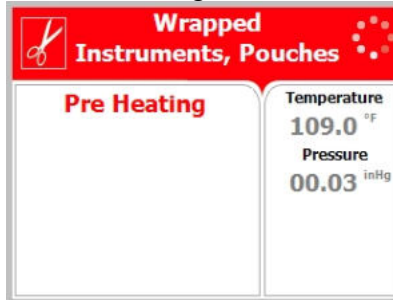 Wrapped
Instruments, Pouches
Pre Heating
Temperature
109.0 °F
Pressure
00.03 inHg